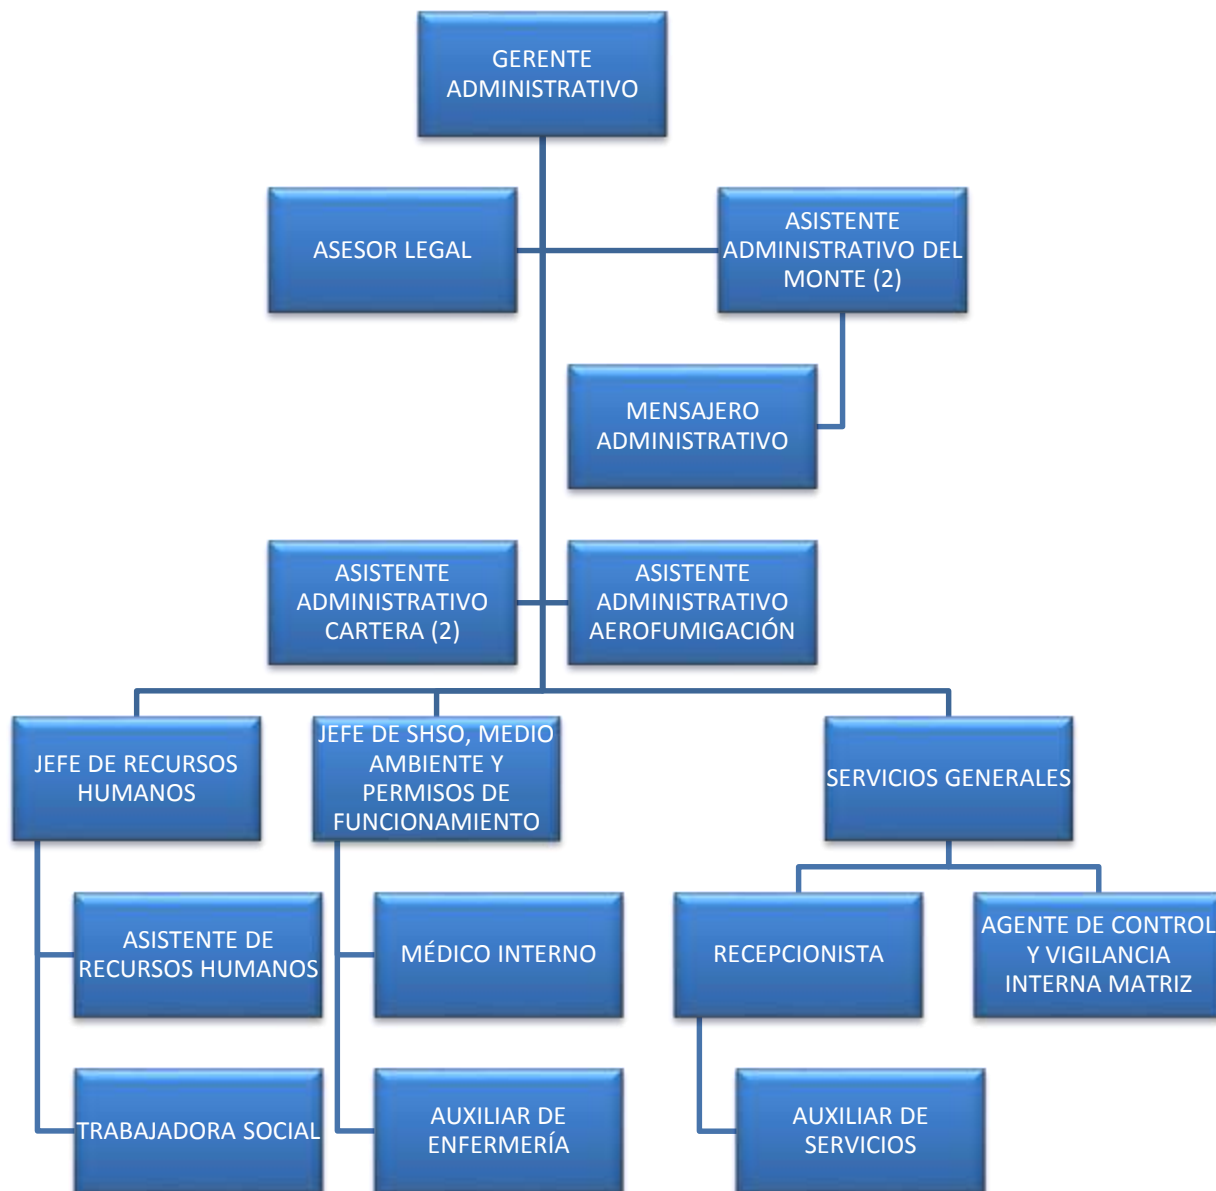 GERENTE
ADMINISTRATIVO
ASESOR LEGAL
ASISTENTE
ADMINISTRATIVO DEL
MONTE (2)
MENSAJERO
ADMINISTRATIVO
ASISTENTE
ADMINISTRATIVO
CARTERA (2)
ASISTENTE
ADMINISTRATIVO
AEROFUMIGACIÓN
JEFE DE RECURSOS
HUMANOS
JEFE DE SHSO, MEDIO
AMBIENTE Y
PERMISOS DE
FUNCIONAMIENTO
SERVICIOS GENERALES
ASISTENTE DE
RECURSOS HUMANOS
MÉDICO INTERNO
RECEPCIONISTA
AGENTE DE CONTROL
Y VIGILANCIA
INTERNA MATRIZ
TRABAJADORA SOCIAL
AUXILIAR DE
ENFERMERÍA
AUXILIAR DE
SERVICIOS